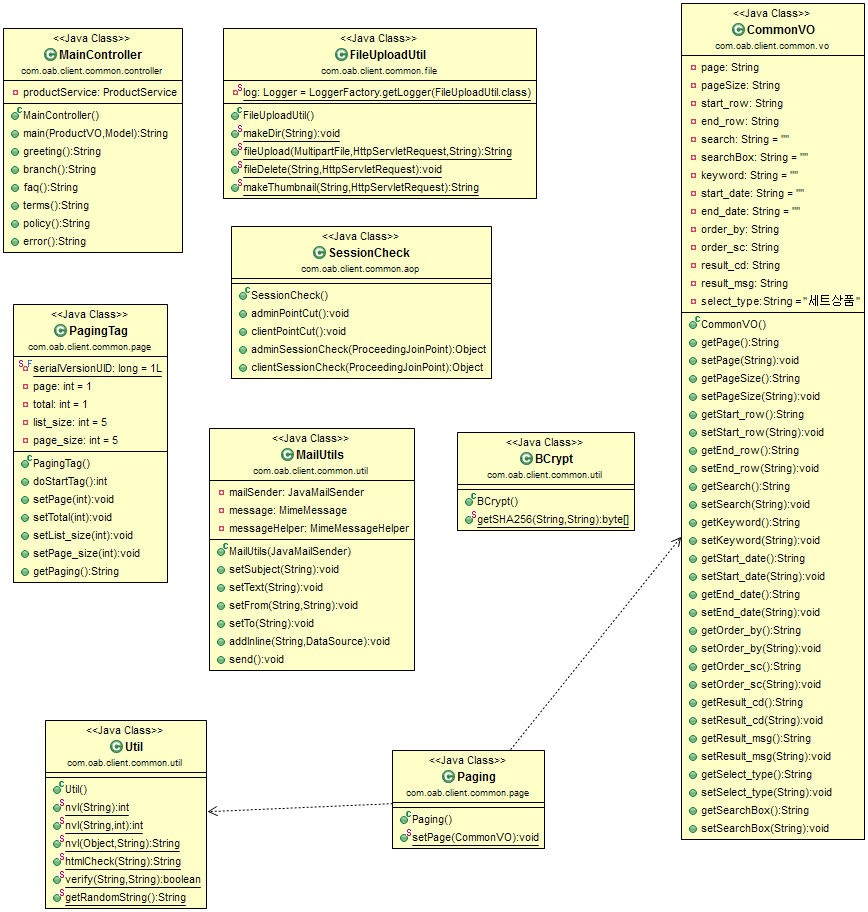 <<Java Class>>
MainController
com.oab.client.common.controller
productService: ProductService
MainController()
main(ProductVO,Model):String
greeting():String
branch():String
faq():String
terms():String
policy():String
error():String
<<Java Class>>
FileUploadUtil
com.oab.client.common.file
log: Logger = LoggerFactory.getLogger(FileUploadUtil.class)
FileUploadUtil()
makeDir(String):void
fileUpload(MultipartFile,HttpServletRequest,String):String
fileDelete(String,HttpServletRequest):void
makeThumbnail(String,HttpServletRequest):String
<<Java Class>>
CommonVO
com.oab.client.common.vo
page: String
pageSize: String
start_row: String
end_row: String
search: String = ""
searchBox: String = ""
keyword: String = ""
start_date: String = ""
end_date: String = ""
order_by: String
order_sc: String
result_cd: String
result_msg: String
select_type:String ="세트상품"
CommonVO()
getPage():String
setPage(String):void
getPageSize():String
setPageSize(String):void
getStart_row():String
setStart_row(String):void
getEnd_row():String
setEnd_row(String):void
getSearch():String
setSearch(String):void
getKeyword():String
setKeyword(String):void
getStart_date():String
setStart_date(String):void
getEnd_date():String
setEnd_date(String):void
getOrder_by():String
setOrder_by(String):void
getOrder_sc():String
setOrder_sc(String):void
getResult_cd():String
setResult_cd(String):void
getResult_msg():String
setResult_msg(String):void
getSelect_type():String
setSelect_type(String):void
getSearchBox():String
setSearchBox(String):void
<<Java Class>>
SessionCheck
com.oab.client.common.aop
SessionCheck()
adminPointCut():void
clientPointCut():void
adminSessionCheck(ProceedingJoinPoint):Object
clientSessionCheck(ProceedingJoinPoint):Object
<<Java Class>>
PagingTag
com.oab.client.common.page
serialVersionUID: long = 1L
page: int = 1
total: int = 1
list_size: int = 5
page_size: int = 5
PagingTag()
doStartTag():int
setPage(int):void
setTotal(int):void
setList_size(int):void
setPage_size(int):void
getPaging():String
<<Java Class>>
MailUtils
com.oab.client.common.util
mailSender: JavaMailSender
message: MimeMessage
messageHelper: MimeMessageHelper
MailUtils(JavaMailSender)
setSubject(String):void
setText(String):void
setFrom(String,String):void
setTo(String):void
addInline(String,DataSource):void
send():void
<<Java Class>>
BCrypt
com.oab.client.common.util
BCrypt()
getSHA256(String,String):byte[]
<<Java Class>>
Util
com.oab.client.common.util
Util()
nvl(String):int
nvl(String,int):int
nvl(Object,String):String
htmlCheck(String):String
verify(String,String):boolean
getRandomString():String
<<Java Class>>
Paging
com.oab.client.common.page
Paging()
setPage(CommonVO):void